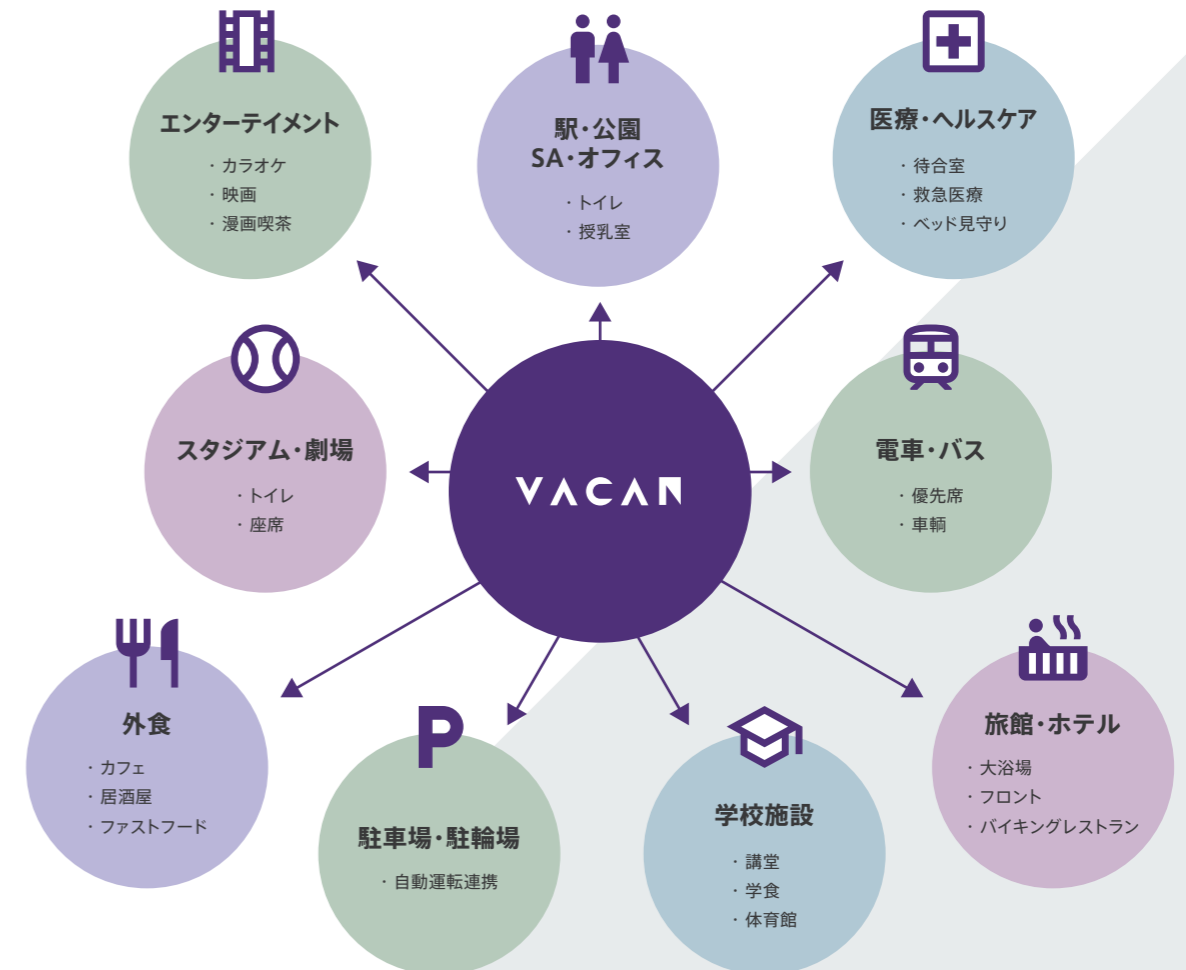 エンターテイメント
・カラオケ
・映画
・漫画喫茶
駅・公園
SA・オフィス
・トイレ
・授乳室
医療・ヘルスケア
・待合室
・救急医療
・ベッド見守り
スタジアム・劇場
・トイレ
・座席
VACAN
電車・バス
・優先席
・車輌
外食
・カフェ
・居酒屋
・ファストフード
P
駐車場・駐輪場
・自動運転連携
学校施設
・講堂
・学食
・体育館
旅館・ホテル
・大浴場
・フロント
・バイキングレストラン